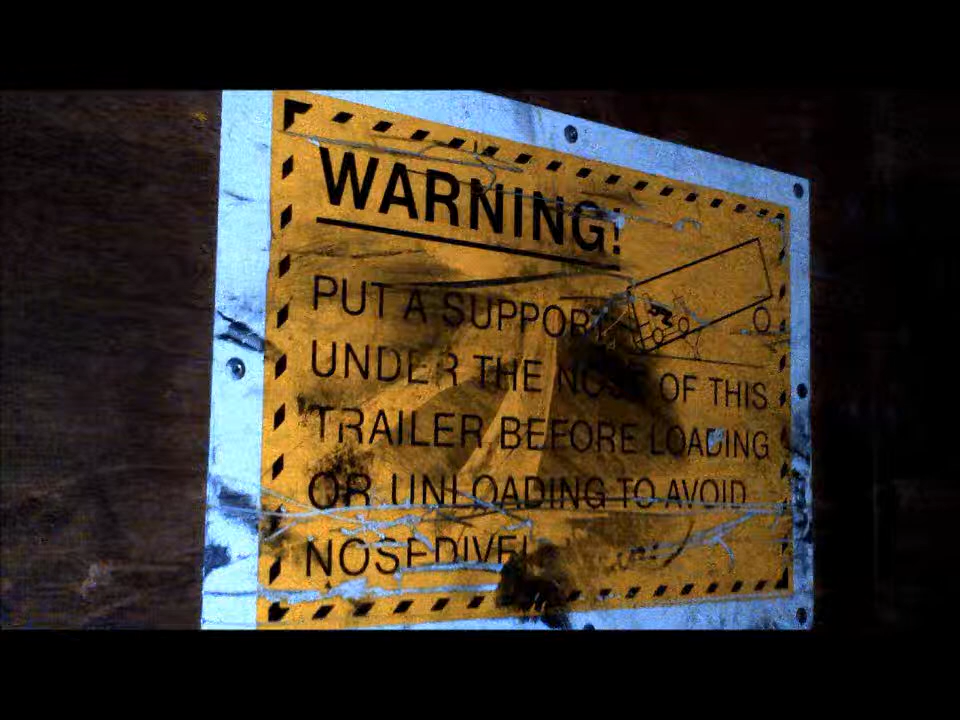 WARNING!
PUT A SUPPORT
UNDER THE NOSE OF THIS
TRAILER BEFORE LOADING
OR UNLOADING TO AVOID
NOSEDIVE!